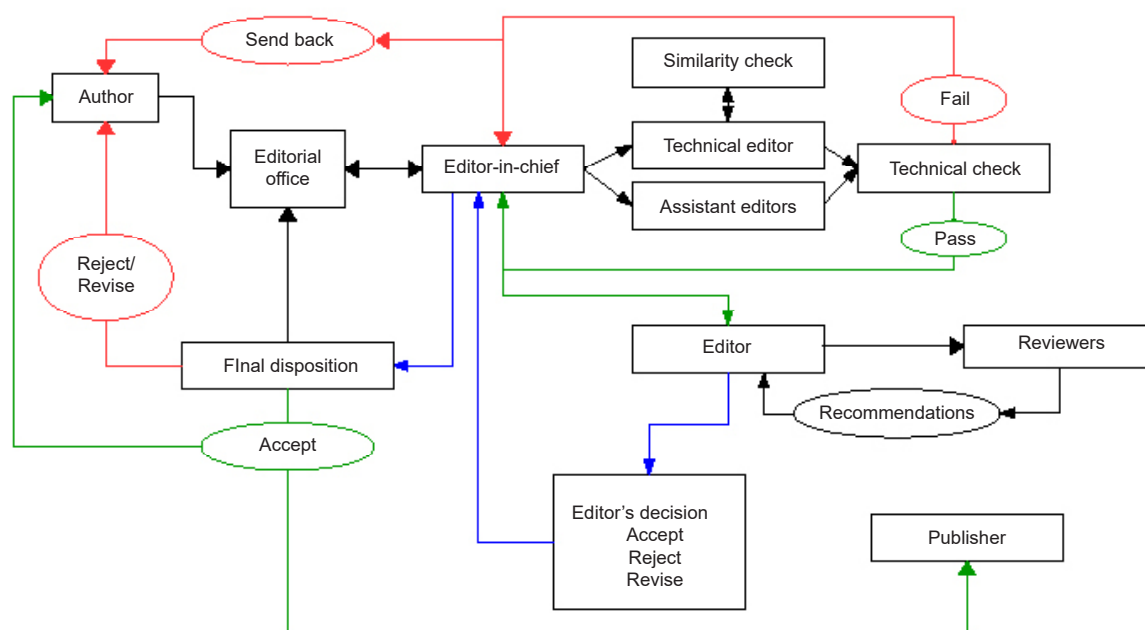 Send back
Similarity check
Author
Fail
Editorial
office
Technical editor
Editor-in-chief
Technical check
Assistant editors
Pass
Reject/
Revise
Editor
Reviewers
FInal disposition
Recommendations
Accept
Editor’s decision
Accept
Reject
Revise
Publisher